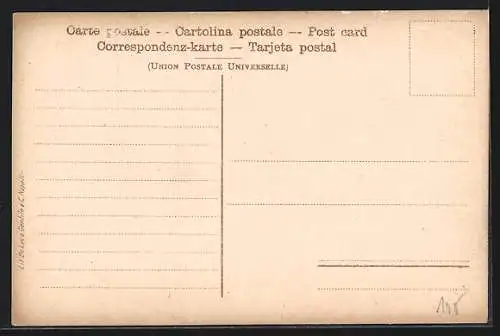 Carte postale -- Cartolina postale -- Post card
Correspondenz-karte — Tarjeta postal
(Union Postale Universelle)